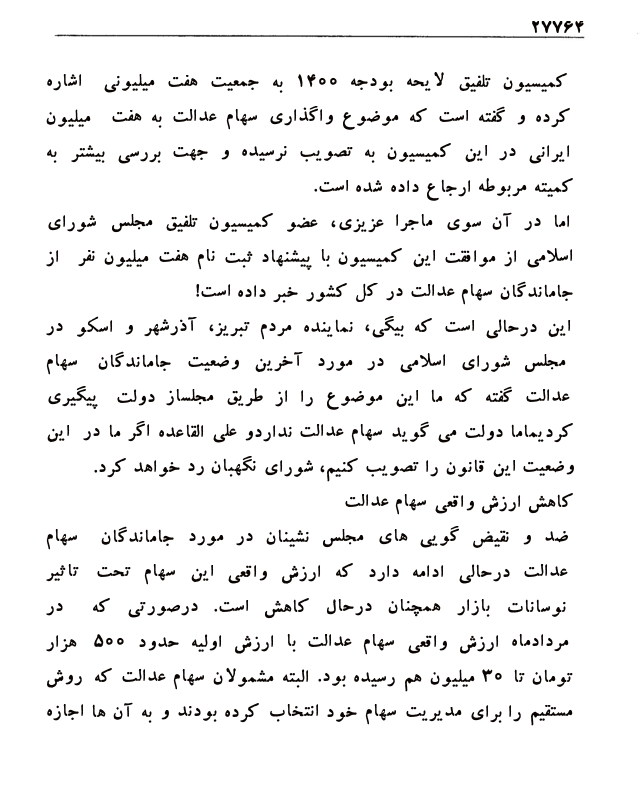 ۲۷۷۶۴
کمیسیون تلفیق لایحه بودجه ۱۴۰۰ به جمعیت هفت میلیونی اشاره
کرده و گفته است که موضوع واگذاری سهام عدالت به هفت میلیون
ایرانی در این کمیسیون به تصویب نرسیده و جهت بررسی بیشتر به
کمیته مربوطه ارجاع داده شده است.
اما در آن سوی ماجرا عزیزی، عضو کمیسیون تلفیق مجلس شورای
اسلامی از موافقت این کمیسیون با پیشنهاد ثبت نام هفت میلیون نفر از
جاماندگان سهام عدالت در کل کشور خبر داده است!
این درحالی است که بیگی، نماینده مردم تبریز، آذرشهر و اسکو در
مجلس شورای اسلامی در مورد آخرین وضعیت جاماندگان سهام
عدالت گفته که ما این موضوع را از طریق مجلساز دولت پیگیری
کردیماما دولت می گوید سهام عدالت نداردو علی القاعده اگر ما در این
وضعیت این قانون را تصویب کنیم، شورای نگهبان رد خواهد کرد.
کاهش ارزش واقعی سهام عدالت
ضد و نقیض گویی های مجلس نشینان در مورد جاماندگان سهام
عدالت درحالی ادامه دارد که ارزش واقعی این سهام تحت تاثیر
نوسانات بازار همچنان درحال کاهش است. درصورتی که در
مردادماه ارزش واقعی سهام عدالت با ارزش اولیه حدود ۵۰۰ هزار
تومان تا ۳۰ میلیون هم رسیده بود. البته مشمولان سهام عدالت که روش
مستقیم را برای مدیریت سهام خود انتخاب کرده بودند و به آن ها اجازه